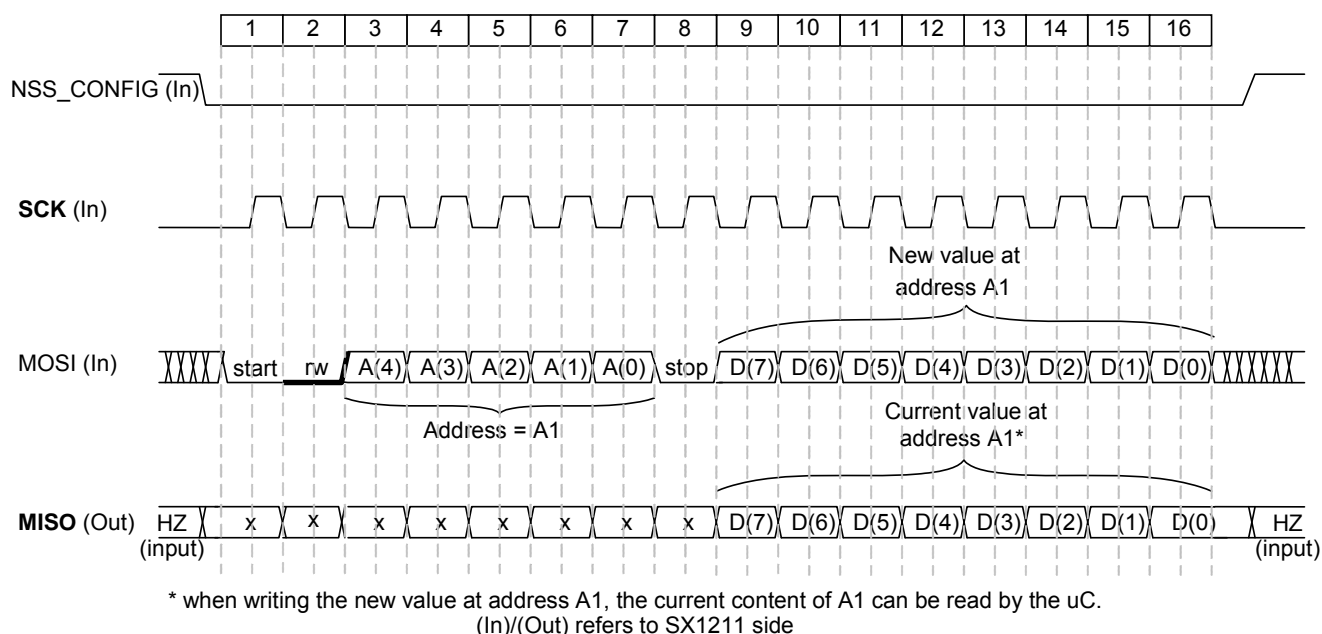 1 2 3 4 5 6 7 8 9 10 11 12 13 14 15 16
NSS_CONFIG (In)
SCK (In)
New value at
address A1
MOSI (In) start rw A(4) A(3) A(2) A(1) A(0) stop D(7) D(6) D(5) D(4) D(3) D(2) D(1) D(0)
Address = A1
Current value at
address A1*
MISO (Out) HZ x x x x x x x x D(7) D(6) D(5) D(4) D(3) D(2) D(1) D(0) HZ
(input) (input)
* when writing the new value at address A1, the current content of A1 can be read by the uC.
(In)/(Out) refers to SX1211 side